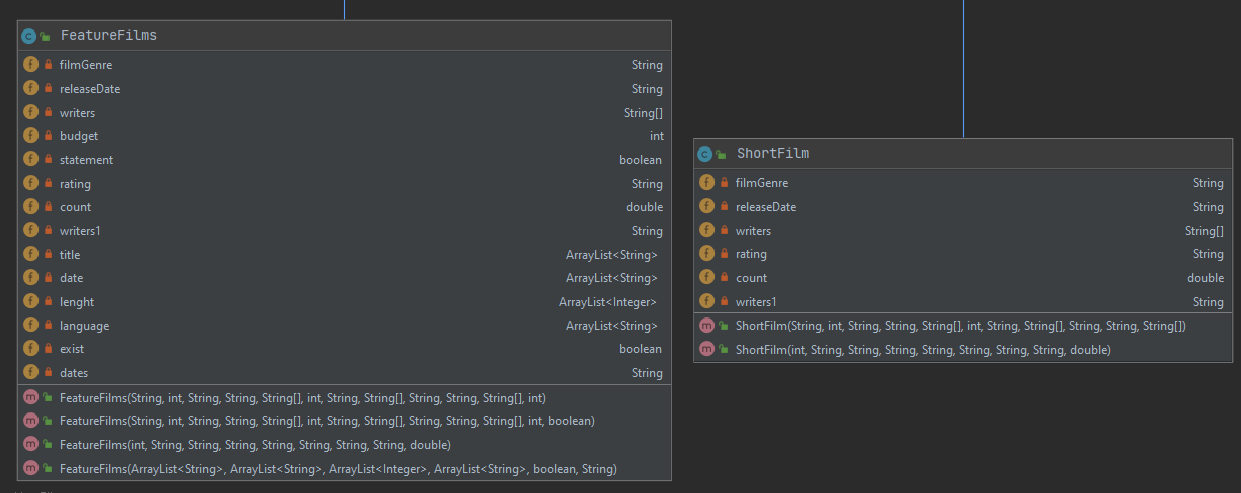 FeatureFilms
filmGenre String
releaseDate String
writers String[]
budget int
statement boolean
rating String
count double
writers1 String
title ArrayList<String>
date ArrayList<String>
lenght ArrayList<Integer>
language ArrayList<String>
exist boolean
dates String
FeatureFilms(String, int, String, String, String[], int, String, String[], String, String, String[], int)
FeatureFilms(String, int, String, String, String[], int, String, String[], String, String, String[], int, boolean)
FeatureFilms(int, String, String, String, String, String, String, String, double)
FeatureFilms(ArrayList<String>, ArrayList<String>, ArrayList<Integer>, ArrayList<String>, boolean, String)
ShortFilm
filmGenre String
releaseDate String
writers String[]
rating String
count double
writers1 String
ShortFilm(String, int, String, String, String[], int, String, String[], String, String, String[])
ShortFilm(int, String, String, String, String, String, String, String, double)